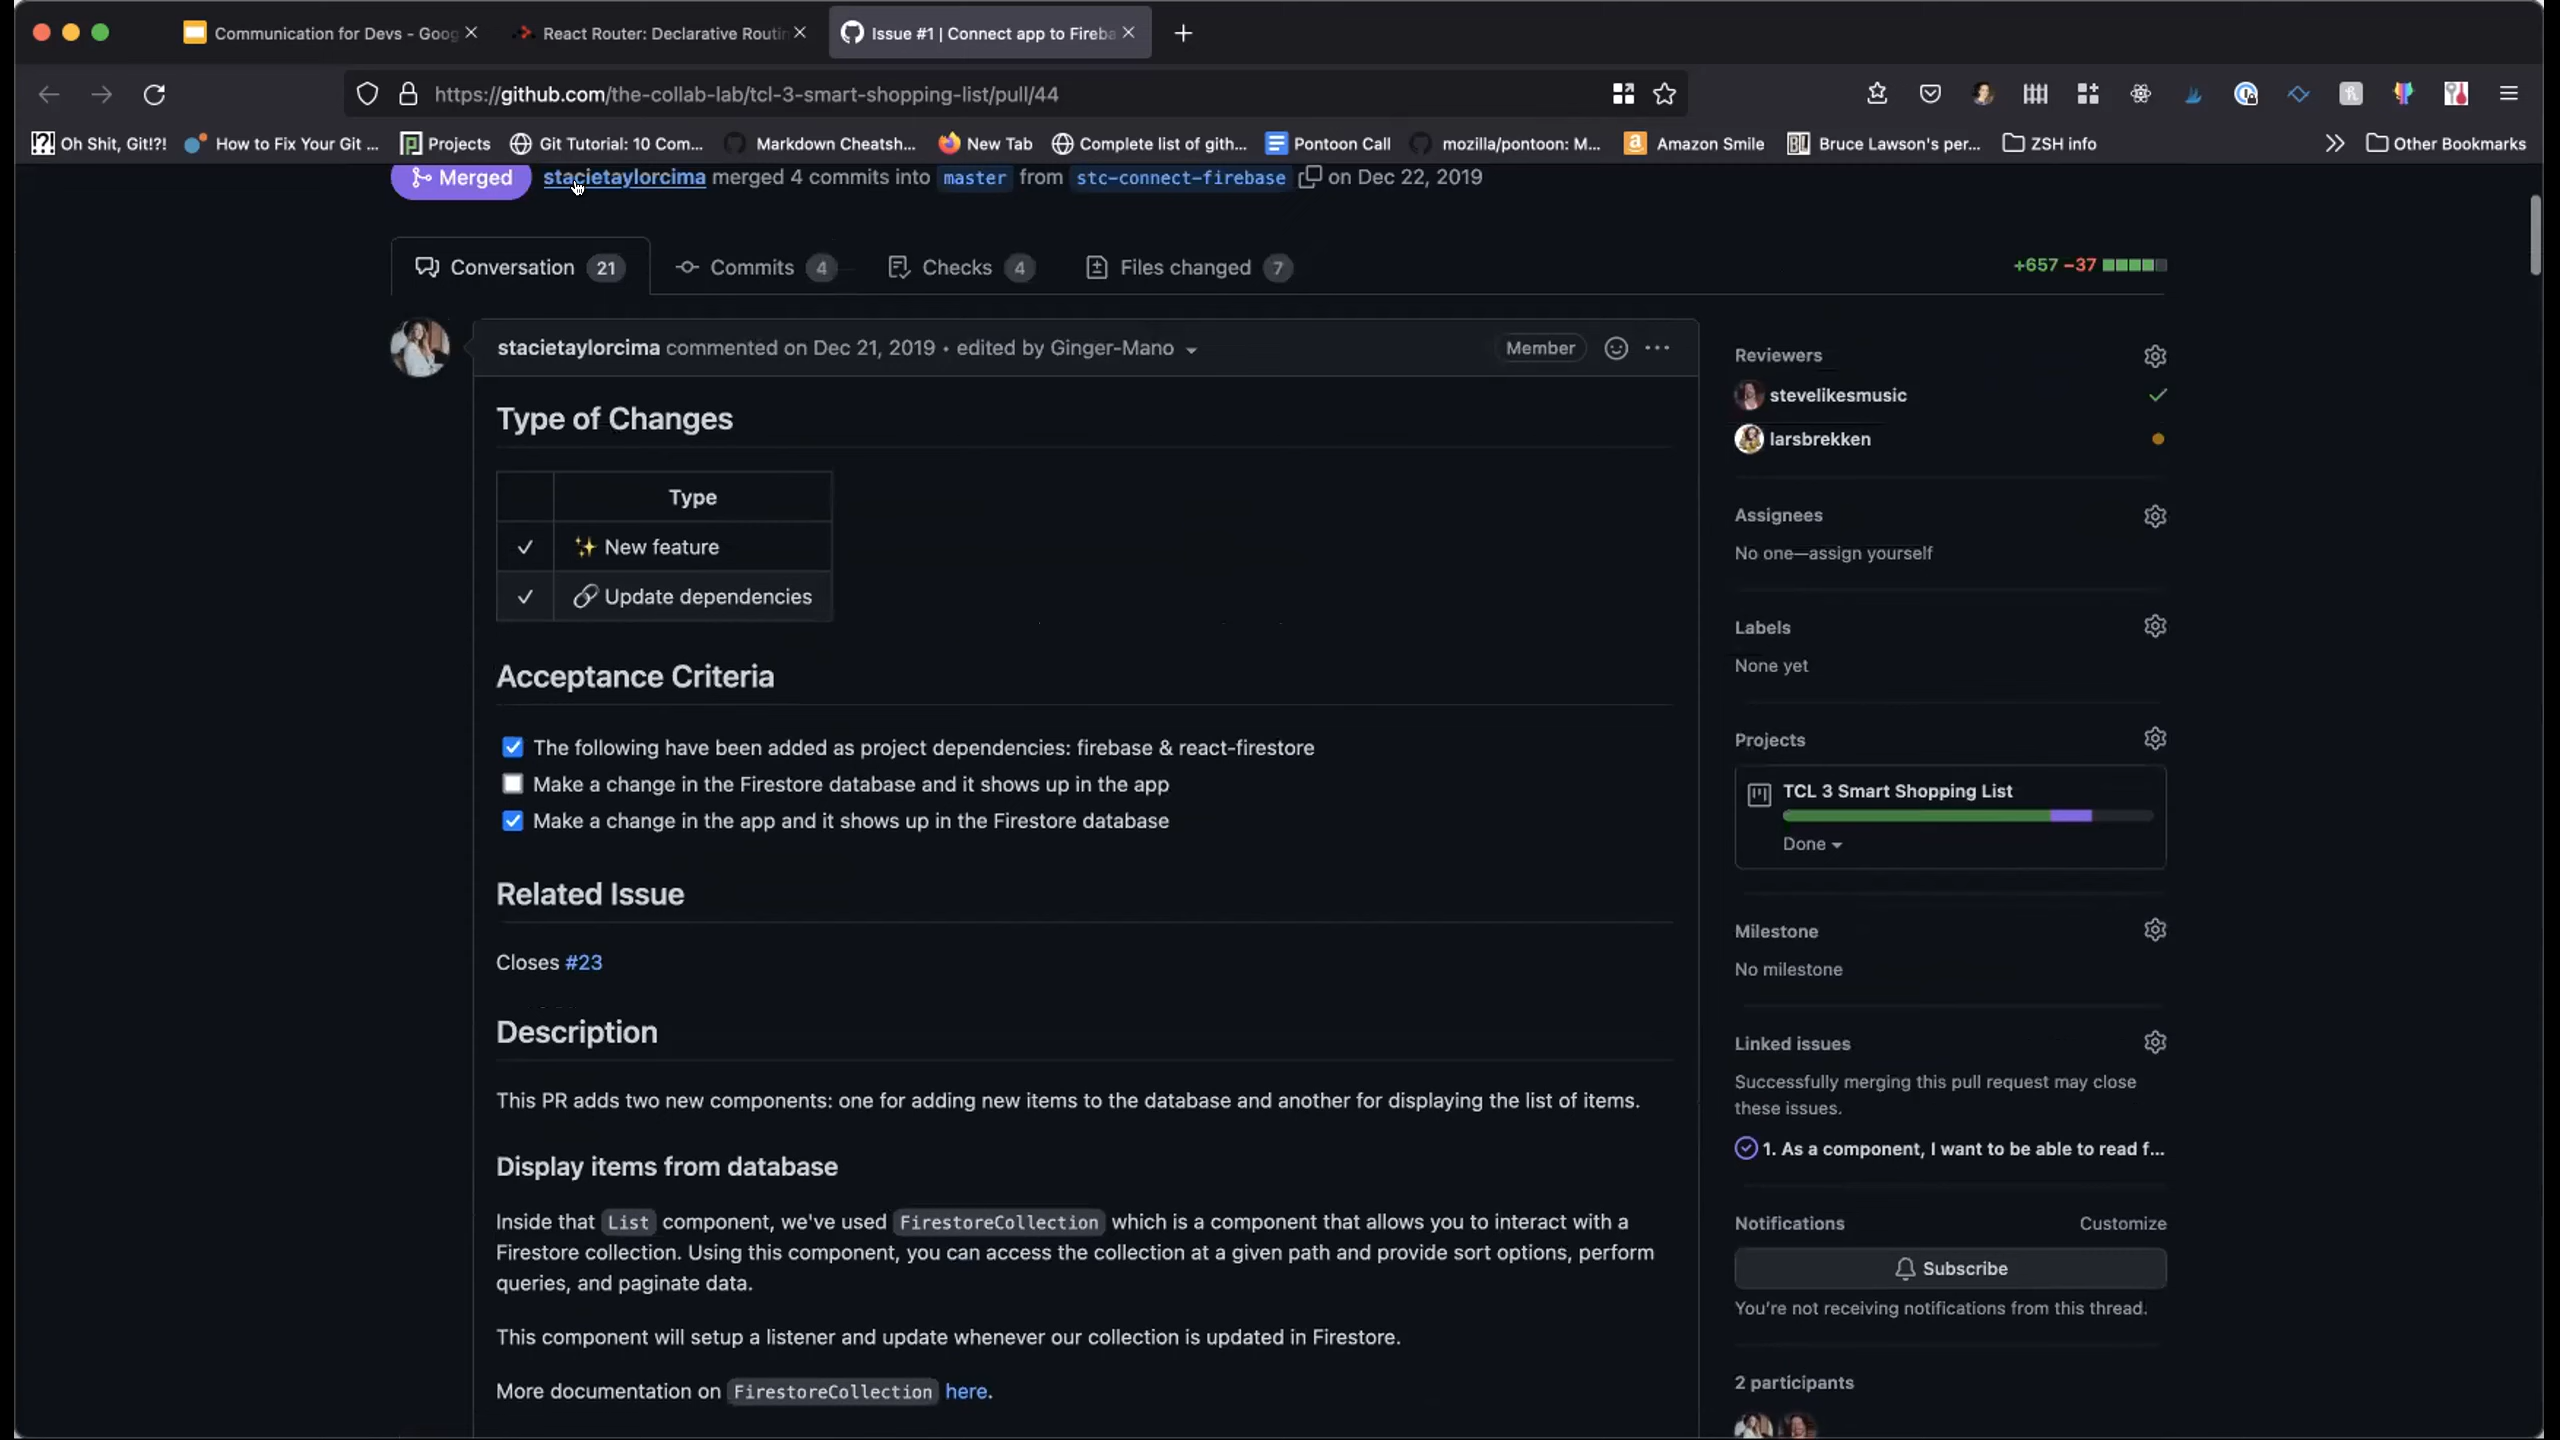 Communication for Devs - Goog
React Router: Declarative Routin
Issue #1 | Connect app to Fireba
https://github.com/the-collab-lab/tcl-3-smart-shopping-list/pull/44
Oh Shit, Git!?!
How to Fix Your Git ...
Projects
Git Tutorial: 10 Com...
Markdown Cheatsh...
New Tab
Complete list of gith...
Pontoon Call
mozilla/pontoon: M...
Amazon Smile
Bruce Lawson's per...
ZSH info
Other Bookmarks
Merged stacietaylorcima merged 4 commits into master from stc-connect-firebase on Dec 22, 2019
Conversation 21
Commits 4
Checks 4
Files changed 7
+657 −37
stacietaylorcima commented on Dec 21, 2019 • edited by Ginger-Mano
Member
Type of Changes
Type
✓ ✨ New feature
✓ 🔗 Update dependencies
Acceptance Criteria
The following have been added as project dependencies: firebase & react-firestore
Make a change in the Firestore database and it shows up in the app
Make a change in the app and it shows up in the Firestore database
Related Issue
Closes #23
Description
This PR adds two new components: one for adding new items to the database and another for displaying the list of items.
Display items from database
Inside that List component, we've used FirestoreCollection which is a component that allows you to interact with a
Firestore collection. Using this component, you can access the collection at a given path and provide sort options, perform
queries, and paginate data.
This component will setup a listener and update whenever our collection is updated in Firestore.
More documentation on FirestoreCollection here.
Reviewers
stevelikesmusic
larsbrekken
Assignees
No one—assign yourself
Labels
None yet
Projects
TCL 3 Smart Shopping List
Done
Milestone
No milestone
Linked issues
Successfully merging this pull request may close
these issues.
1. As a component, I want to be able to read f...
Notifications
Customize
Subscribe
You're not receiving notifications from this thread.
2 participants